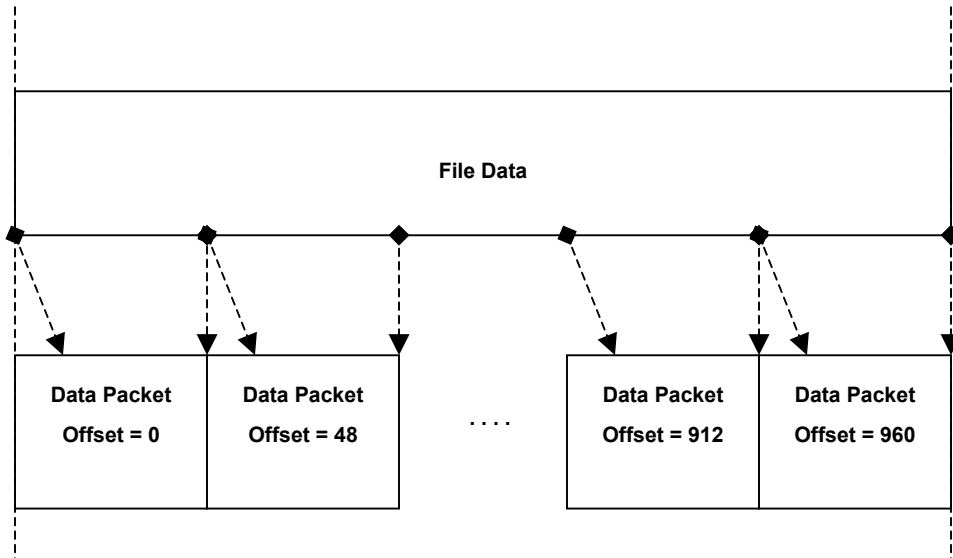 File Data
Data Packet
Offset = 0
Data Packet
Offset = 48
. . . .
Data Packet
Offset = 912
Data Packet
Offset = 960